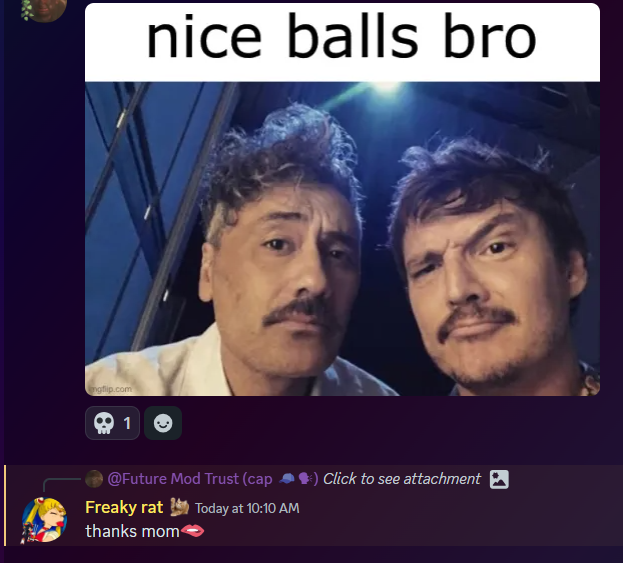 nice balls bro
imgflip.com
1
@Future Mod Trust (cap 🧢🗣️) Click to see attachment
Freaky rat 🐿️ Today at 10:10 AM
thanks mom🫦